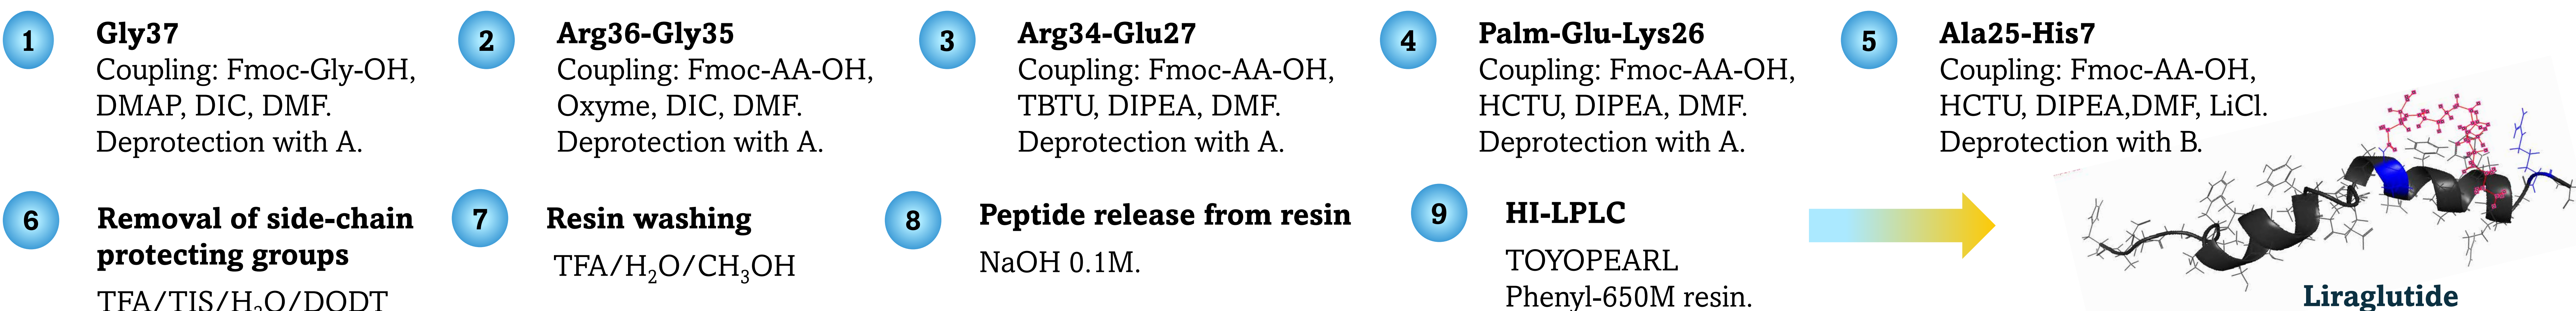 1
Gly37
Coupling: Fmoc-Gly-OH,
DMAP, DIC, DMF.
Deprotection with A.
2
Arg36-Gly35
Coupling: Fmoc-AA-OH,
Oxyme, DIC, DMF.
Deprotection with A.
3
Arg34-Glu27
Coupling: Fmoc-AA-OH,
TBTU, DIPEA, DMF.
Deprotection with A.
4
Palm-Glu-Lys26
Coupling: Fmoc-AA-OH,
HCTU, DIPEA, DMF.
Deprotection with A.
5
Ala25-His7
Coupling: Fmoc-AA-OH,
HCTU, DIPEA,DMF, LiCl.
Deprotection with B.
6
Removal of side-chain
protecting groups
TFA/TIS/H₂O/DODT
7
Resin washing
TFA/H₂O/CH₃OH
8
Peptide release from resin
NaOH 0.1M.
9
HI-LPLC
TOYOPEARL
Phenyl-650M resin.
Liraglutide